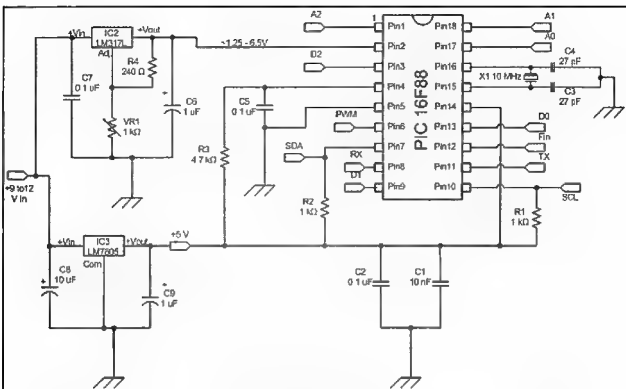 A2
1
A1
IC2
+Vin
+Vout
LM317L
Adj
~1.25 - 6.5V
R4
240 Ω
C7
0.1 uF
C6
1 uF
+
VR1
1 kΩ
D2
C5
0.1 uF
PWM
SDA
RX
D1
R3
4.7 kΩ
R2
1 kΩ
Pin1
Pin2
Pin3
Pin4
Pin5
Pin6
Pin7
Pin8
Pin9
PIC 16F88
Pin18
Pin17
Pin16
Pin15
Pin14
Pin13
Pin12
Pin11
Pin10
A0
C4
27 pF
X1 10 MHz
C3
27 pF
D0
Fin
TX
SCL
R1
1 kΩ
+9 to12
V in
+Vin
IC3
LM7805
Com
+Vout
+5 V
C8
10 uF
+
C9
1 uF
+
C2
0.1 uF
C1
10 nF